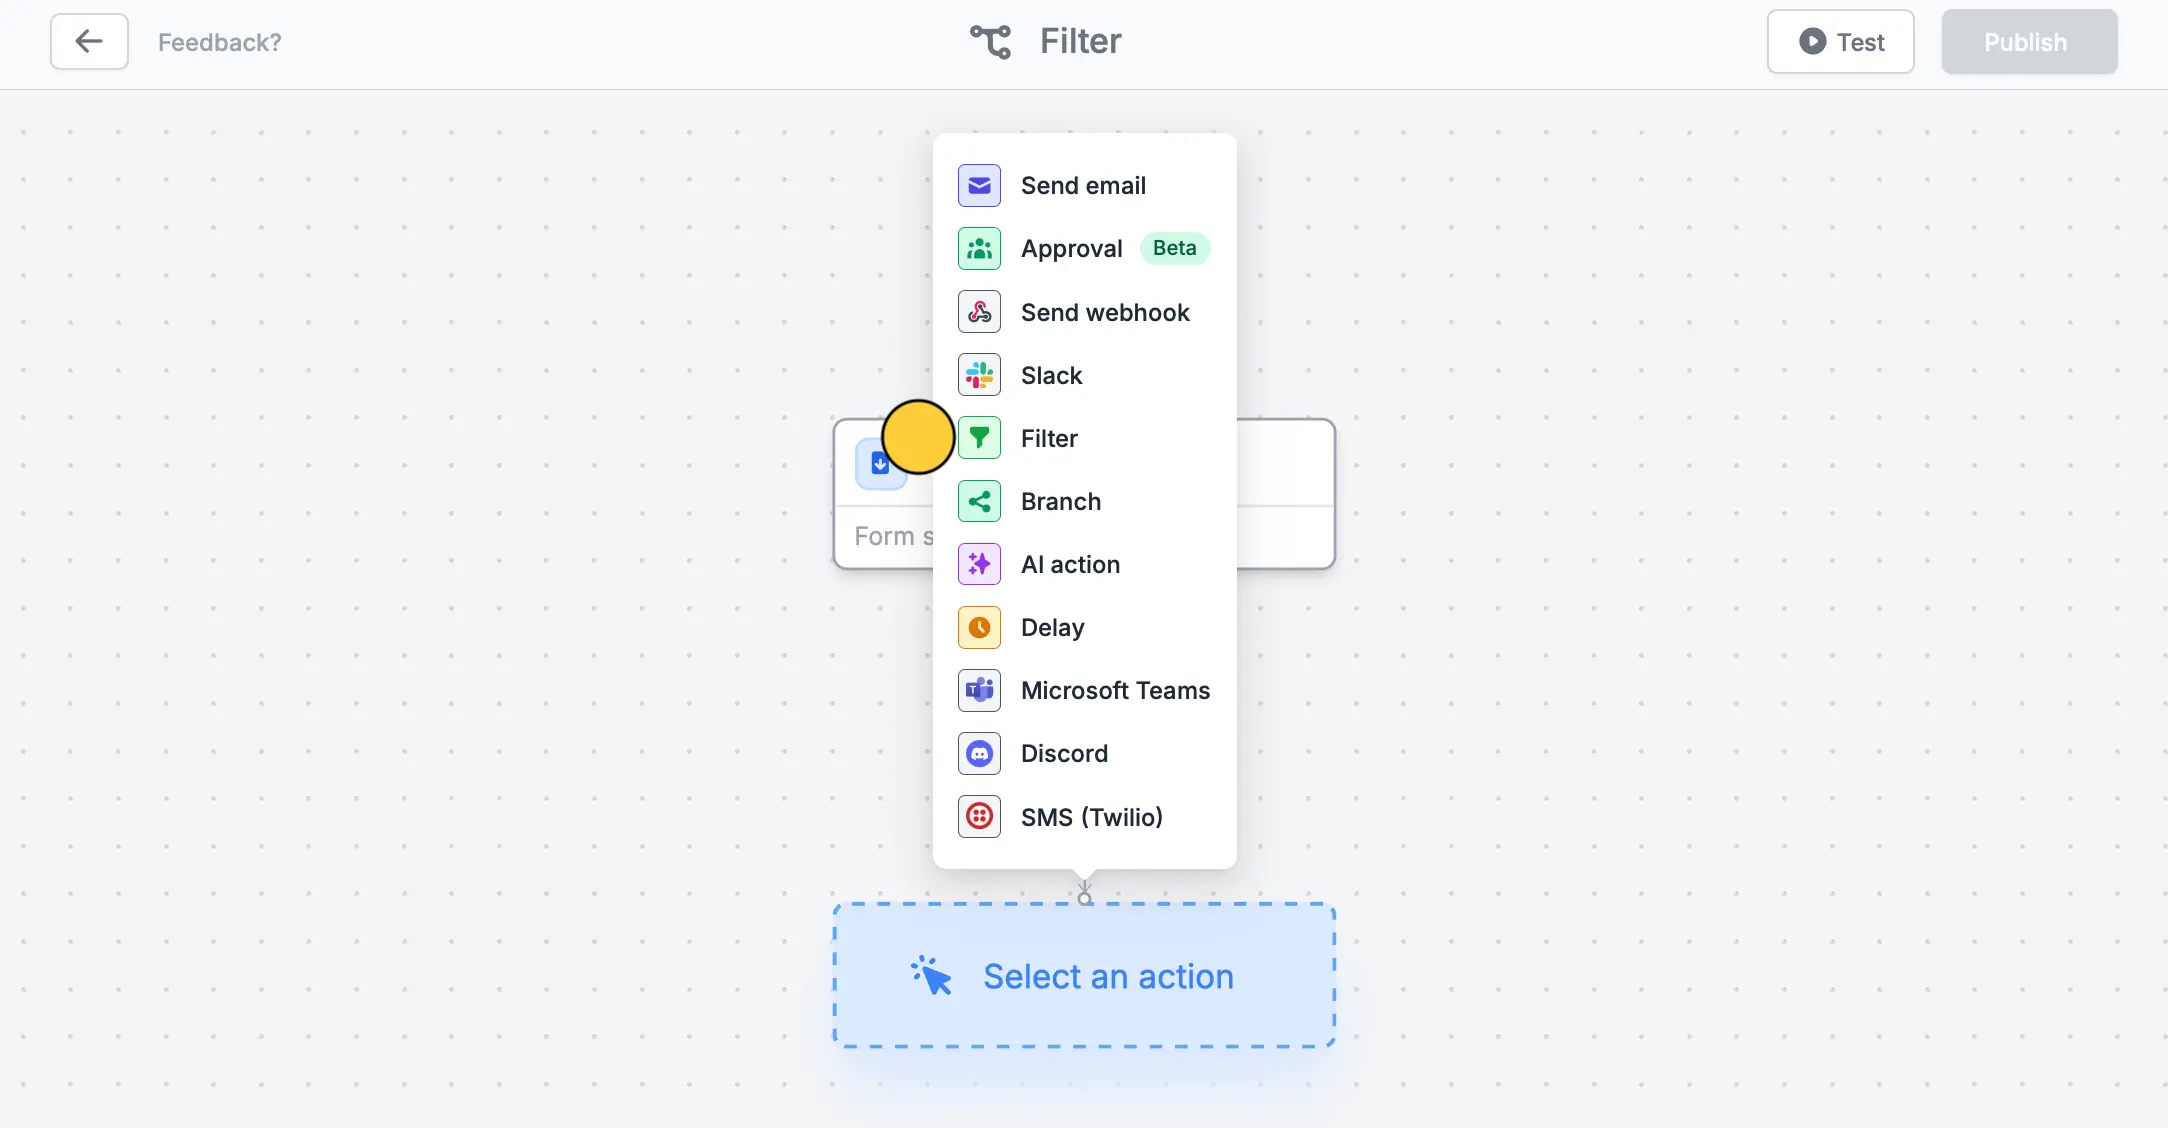 Feedback?
Filter
Test
Publish
Send email
Approval Beta
Send webhook
Slack
Filter
Branch
Form s
AI action
Delay
Microsoft Teams
Discord
SMS (Twilio)
Select an action